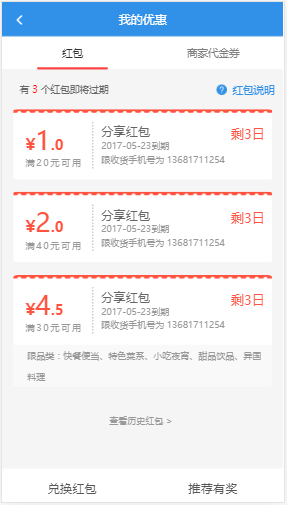 我的优惠
红包 商家代金券
有 3 个红包即将过期 ? 红包说明
¥1.0 分享红包 剩3日
2017-05-23到期
满20元可用 限收货手机号为 13681711254
¥2.0 分享红包 剩3日
2017-05-23到期
满40元可用 限收货手机号为 13681711254
¥4.5 分享红包 剩3日
2017-05-23到期
满30元可用 限收货手机号为 13681711254
限品类：快餐便当、特色菜系、小吃夜宵、甜品饮品、异国
料理
查看历史红包 >
兑换红包 推荐有奖